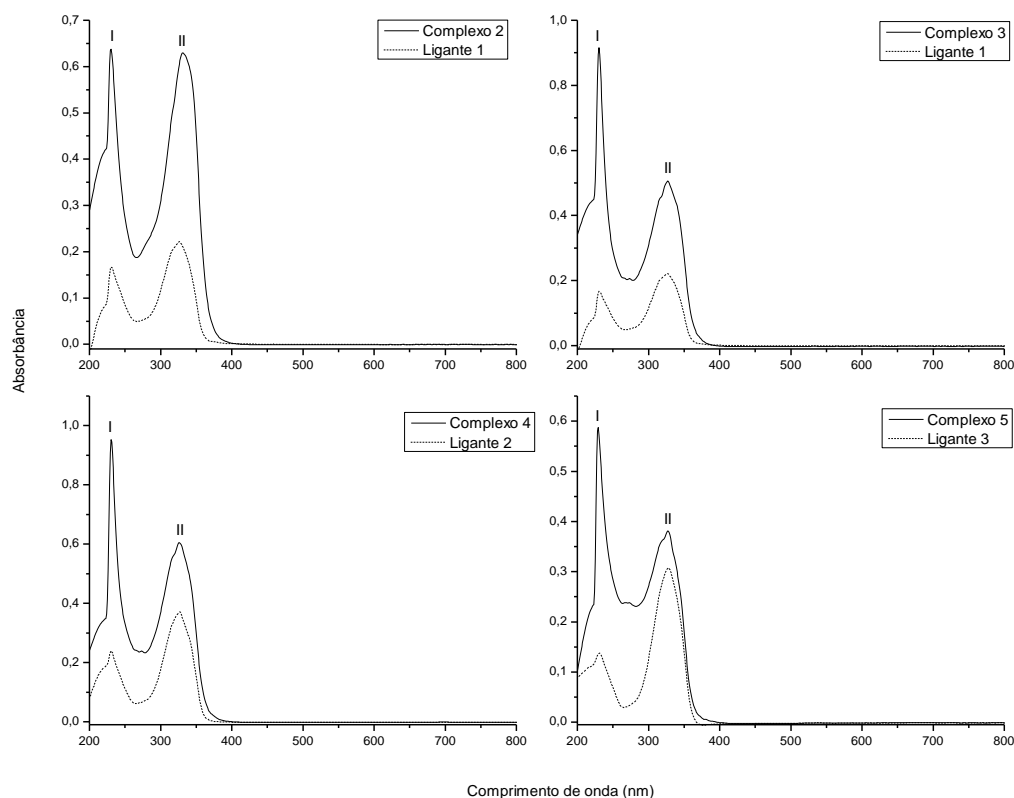 0,7
0,6
0,5
0,4
0,3
0,2
0,1
0,0
200 300 400 500 600 700 800
I
II
Complexo 2
Ligante 1
1,0
0,8
0,6
0,4
0,2
0,0
200 300 400 500 600 700 800
I
II
Complexo 3
Ligante 1
Absorbância
1,0
0,8
0,6
0,4
0,2
0,0
200 300 400 500 600 700 800
I
II
Complexo 4
Ligante 2
0,6
0,5
0,4
0,3
0,2
0,1
0,0
200 300 400 500 600 700 800
I
II
Complexo 5
Ligante 3
Comprimento de onda (nm)